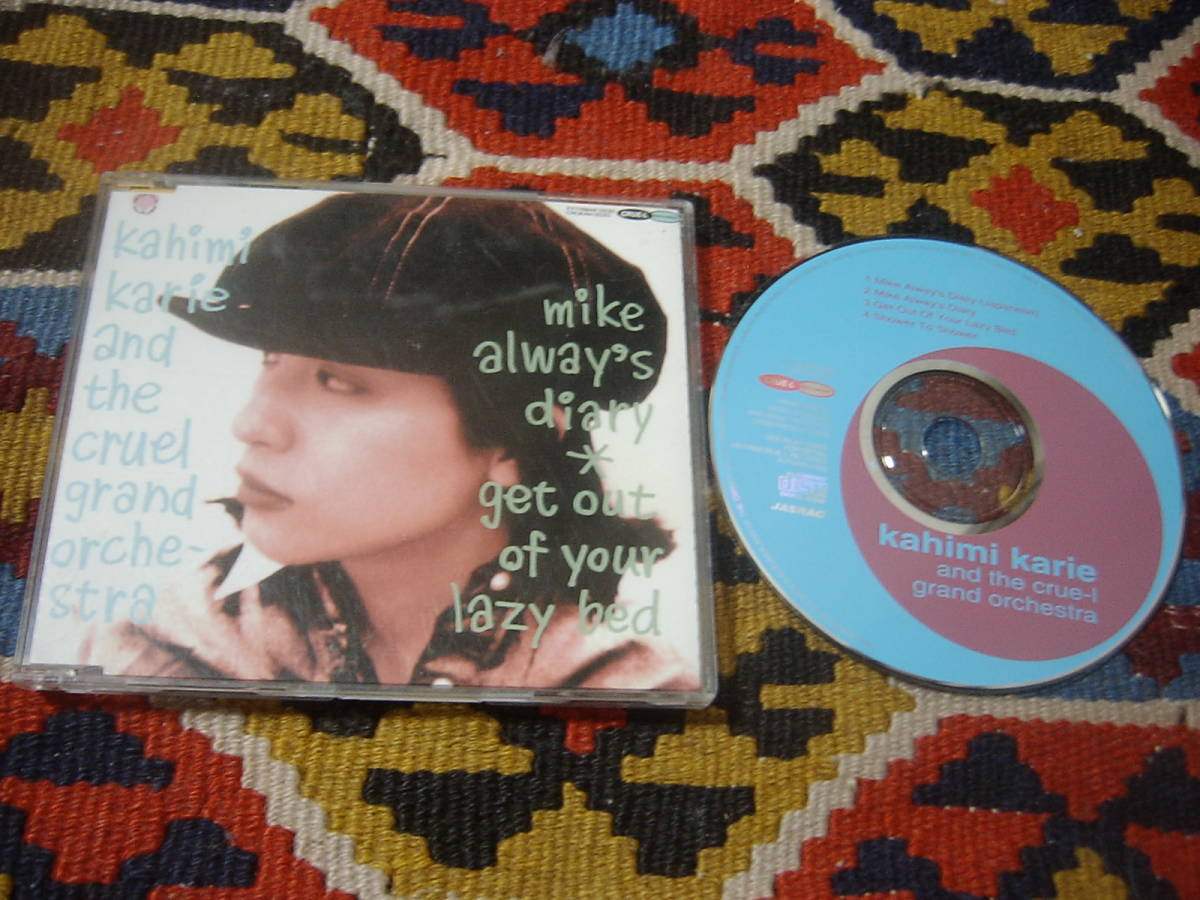 kahimi
karie
and
the
cruel
grand
orche-
stra
CRUE-L
mike
alway's
diary
*
get out
of your
lazy bed
1.Mike Alway's Diary (Japanese)
2.Mike Alway's Diary
3.Get Out Of Your Lazy Bed
4.Shower To Shower
JASRAC
kahimi karie
and the crue-l
grand orchestra